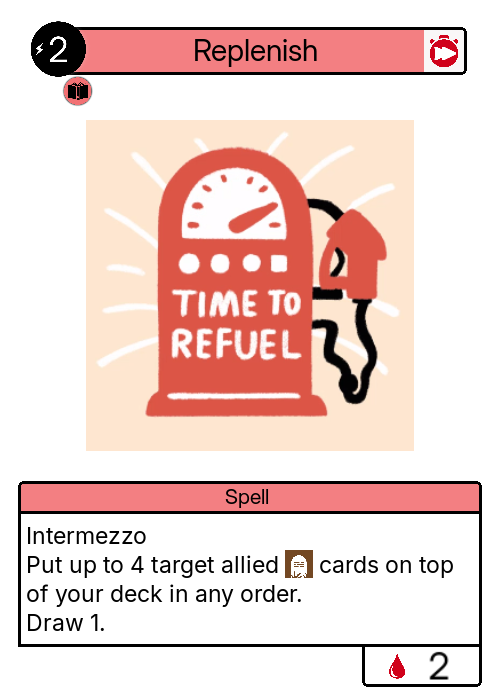 2
Replenish
TIME TO
REFUEL
Spell
Intermezzo
Put up to 4 target allied cards on top
of your deck in any order.
Draw 1.
2